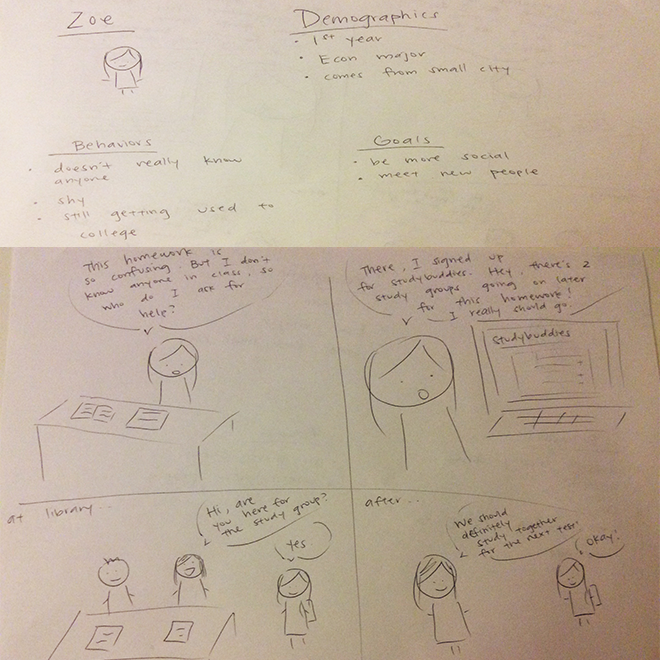 Zoe
Demographics
• 1st year
• Econ major
• comes from small city
Behaviors
• doesn't really know
anyone
• shy
• still getting used to
college
Goals
• be more social
• meet new people
This homework is
so confusing. But I don't
know anyone in class, so
who do I ask for
help?
There, I signed up
for studybuddies. Hey, there's 2
study groups going on later
for this homework!
I really should go.
studybuddies
at library...
Hi, are
you here for
the study group?
Yes
after...
We should
definitely
study together
for the next test!
Okay!